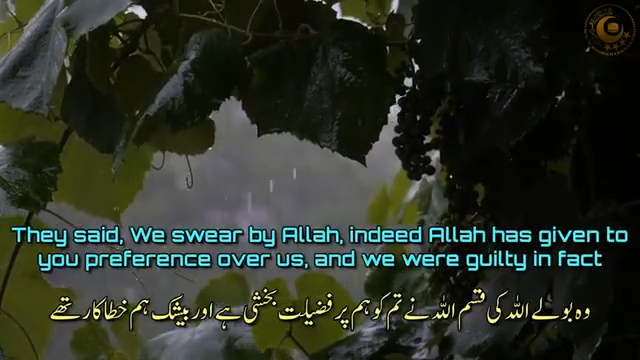 They said, We swear by Allah, indeed Allah has given to
you preference over us, and we were guilty in fact
وہ بولے اللہ کی قسم اللہ نے تم کو ہم پر فضیلت بخشی ہے اور بیشک ہم خطا کار تھے